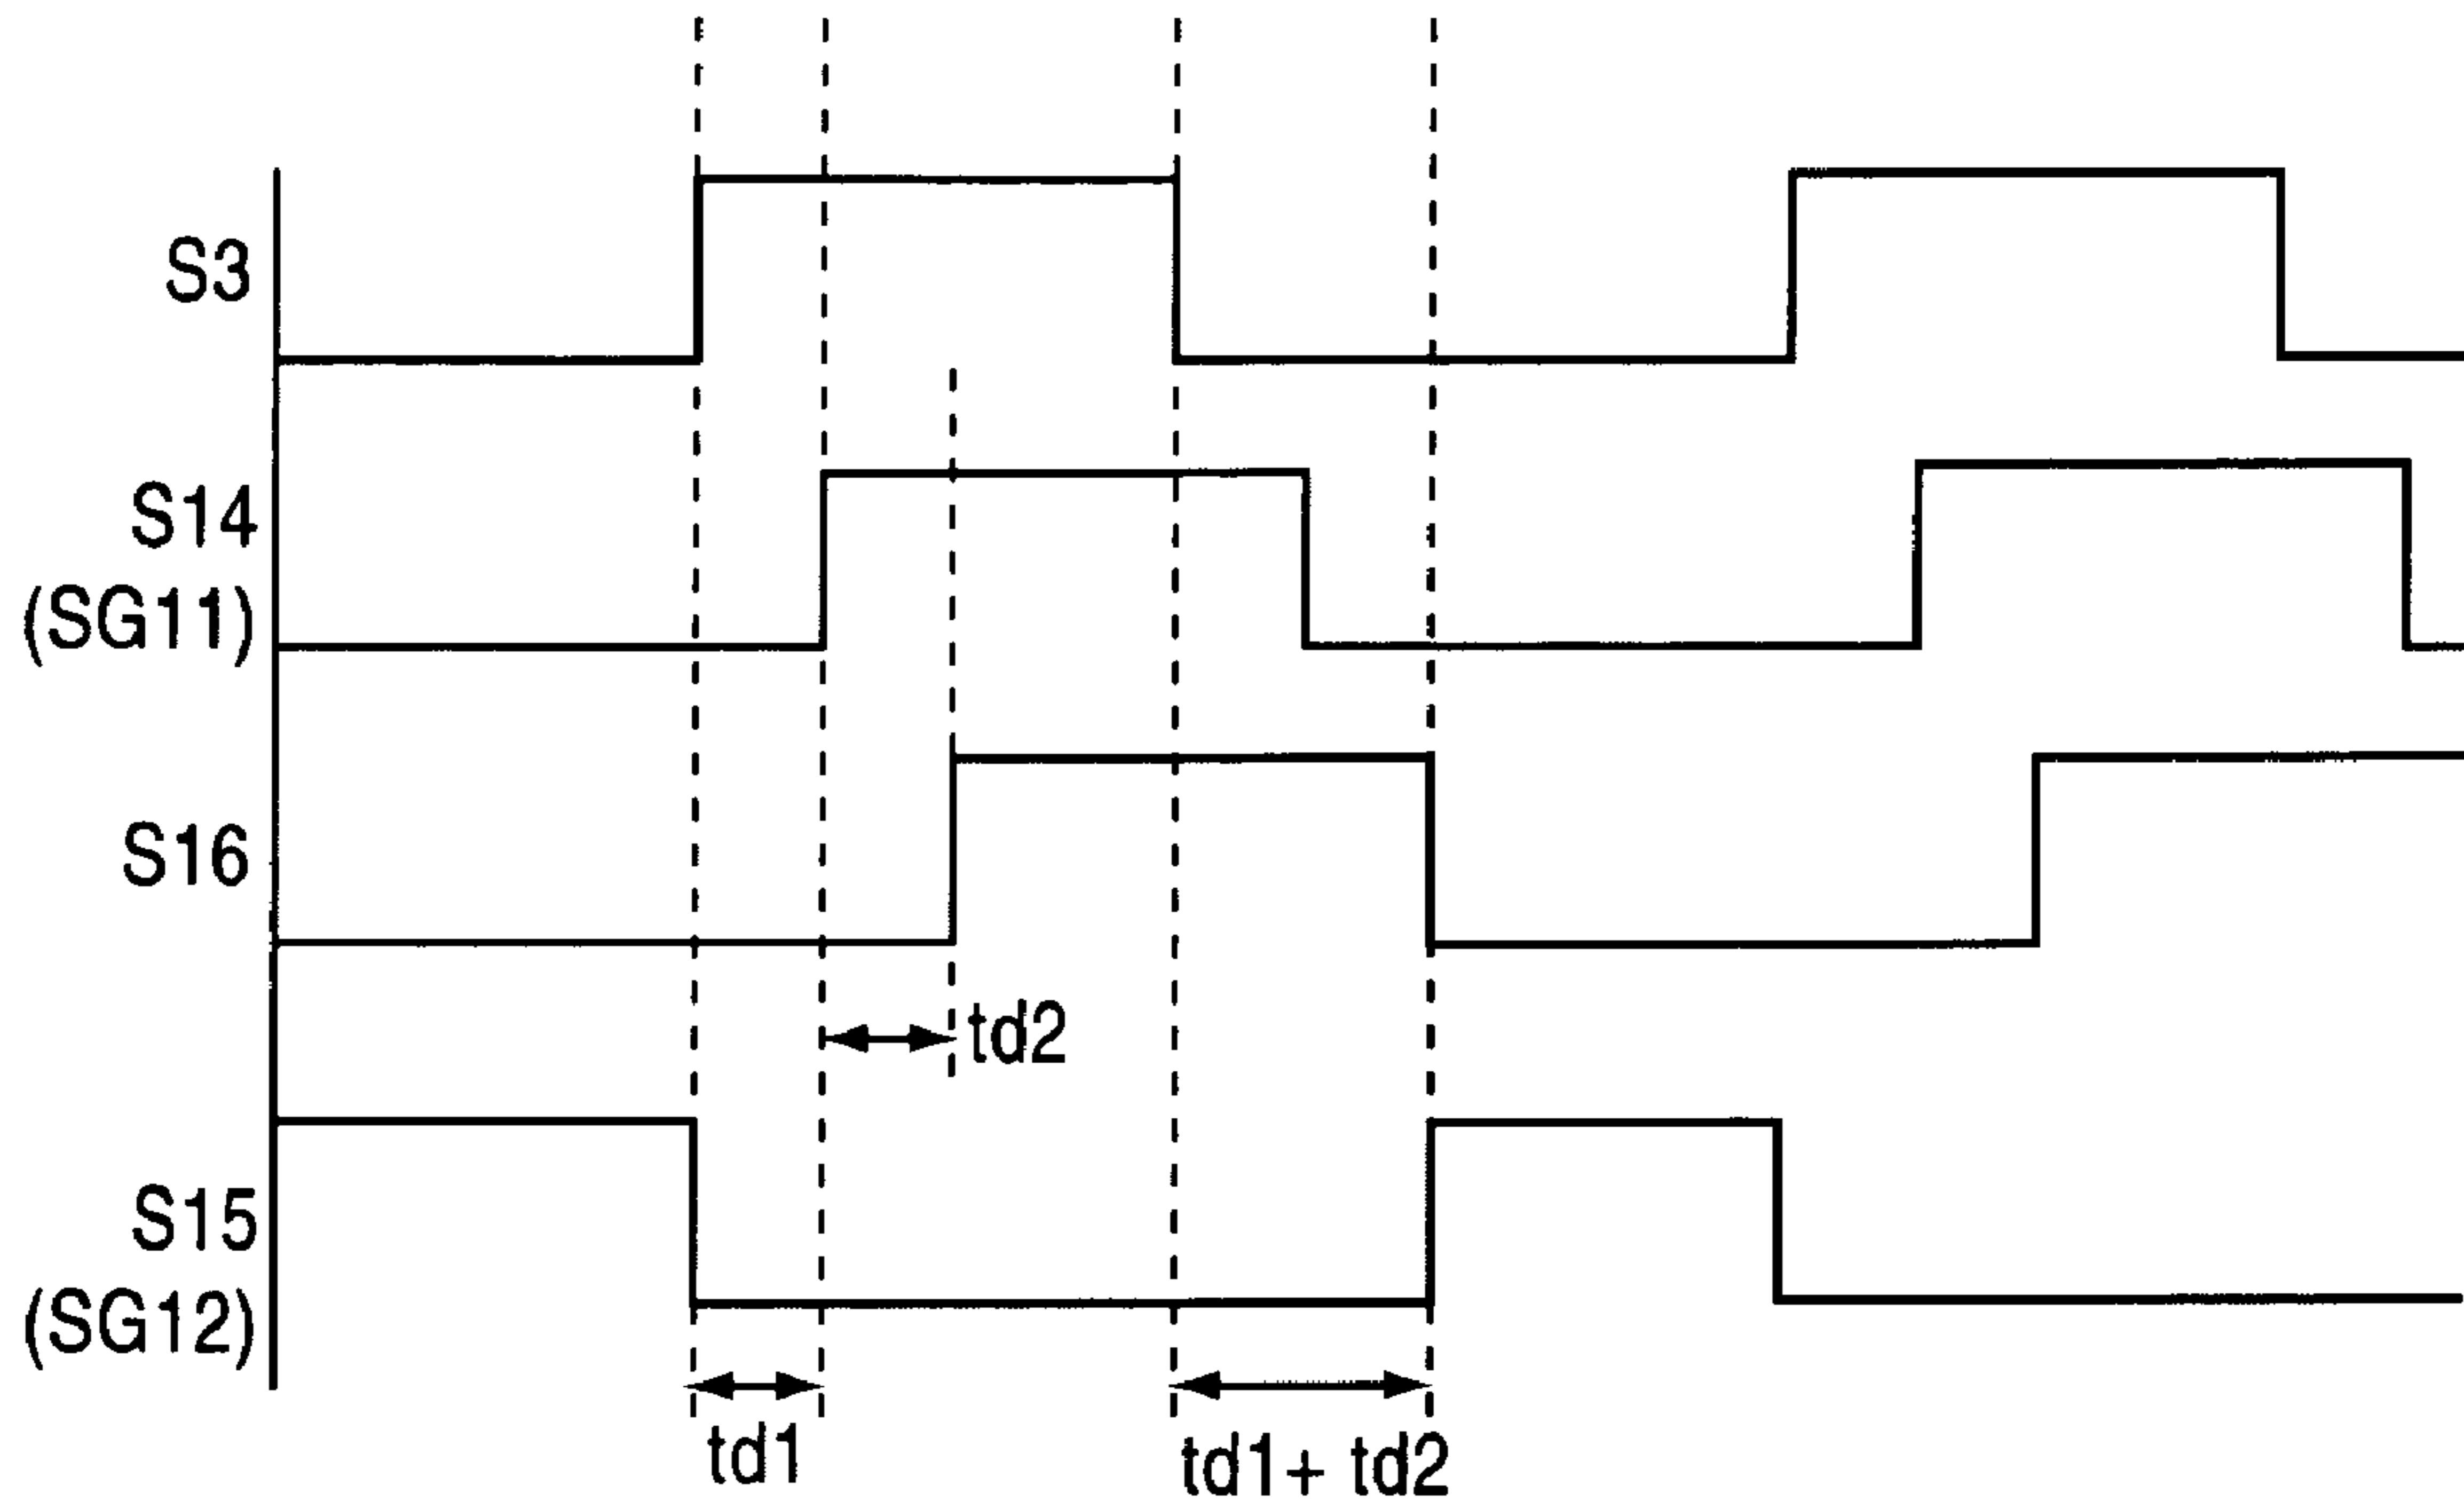 S3
S14
(SG11)
S16
td2
S15
(SG12)
td1
td1+ td2